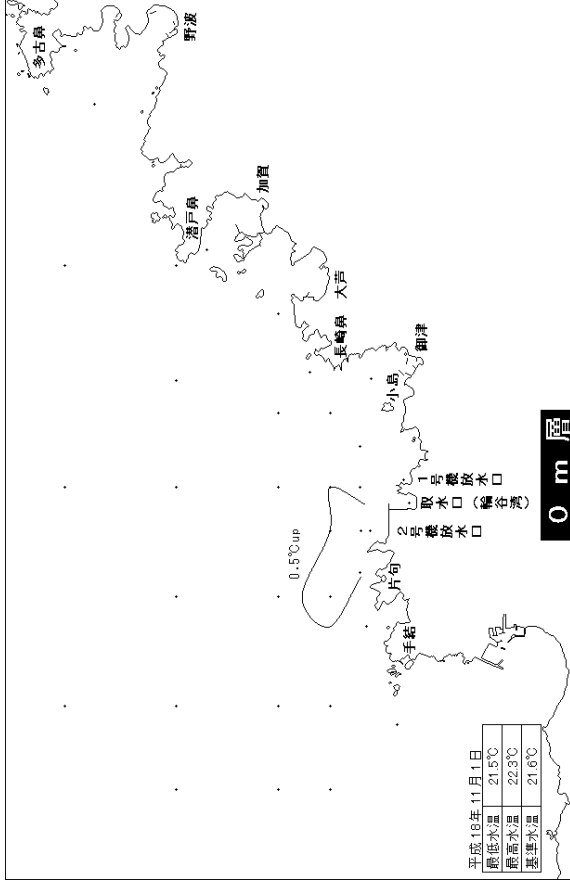 多古鼻
野波
潜戸鼻
加賀
大芦
長崎鼻
御津
小島
1号機放水口
取水口（輪谷湾）
2号機放水口
0.5℃up
片句
手結
0 m 層
平成18年11月1日
最低水温 21.5℃
最高水温 22.3℃
基準水温 21.6℃